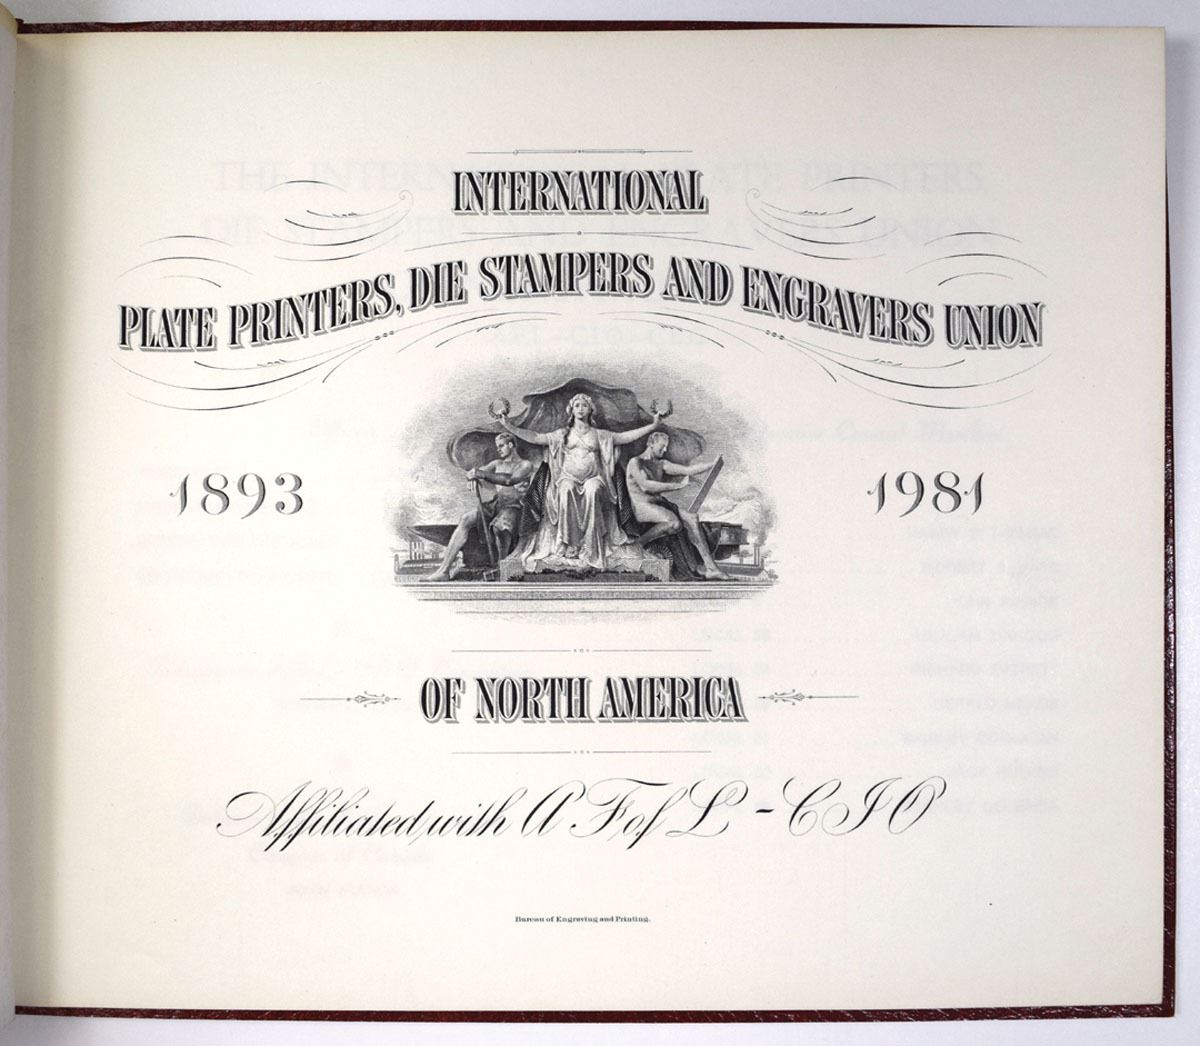 INTERNATIONAL
PLATE PRINTERS, DIE STAMPERS AND ENGRAVERS UNION
1893
1981
OF NORTH AMERICA
Affiliated with A F of L - C I O
Bureau of Engraving and Printing.